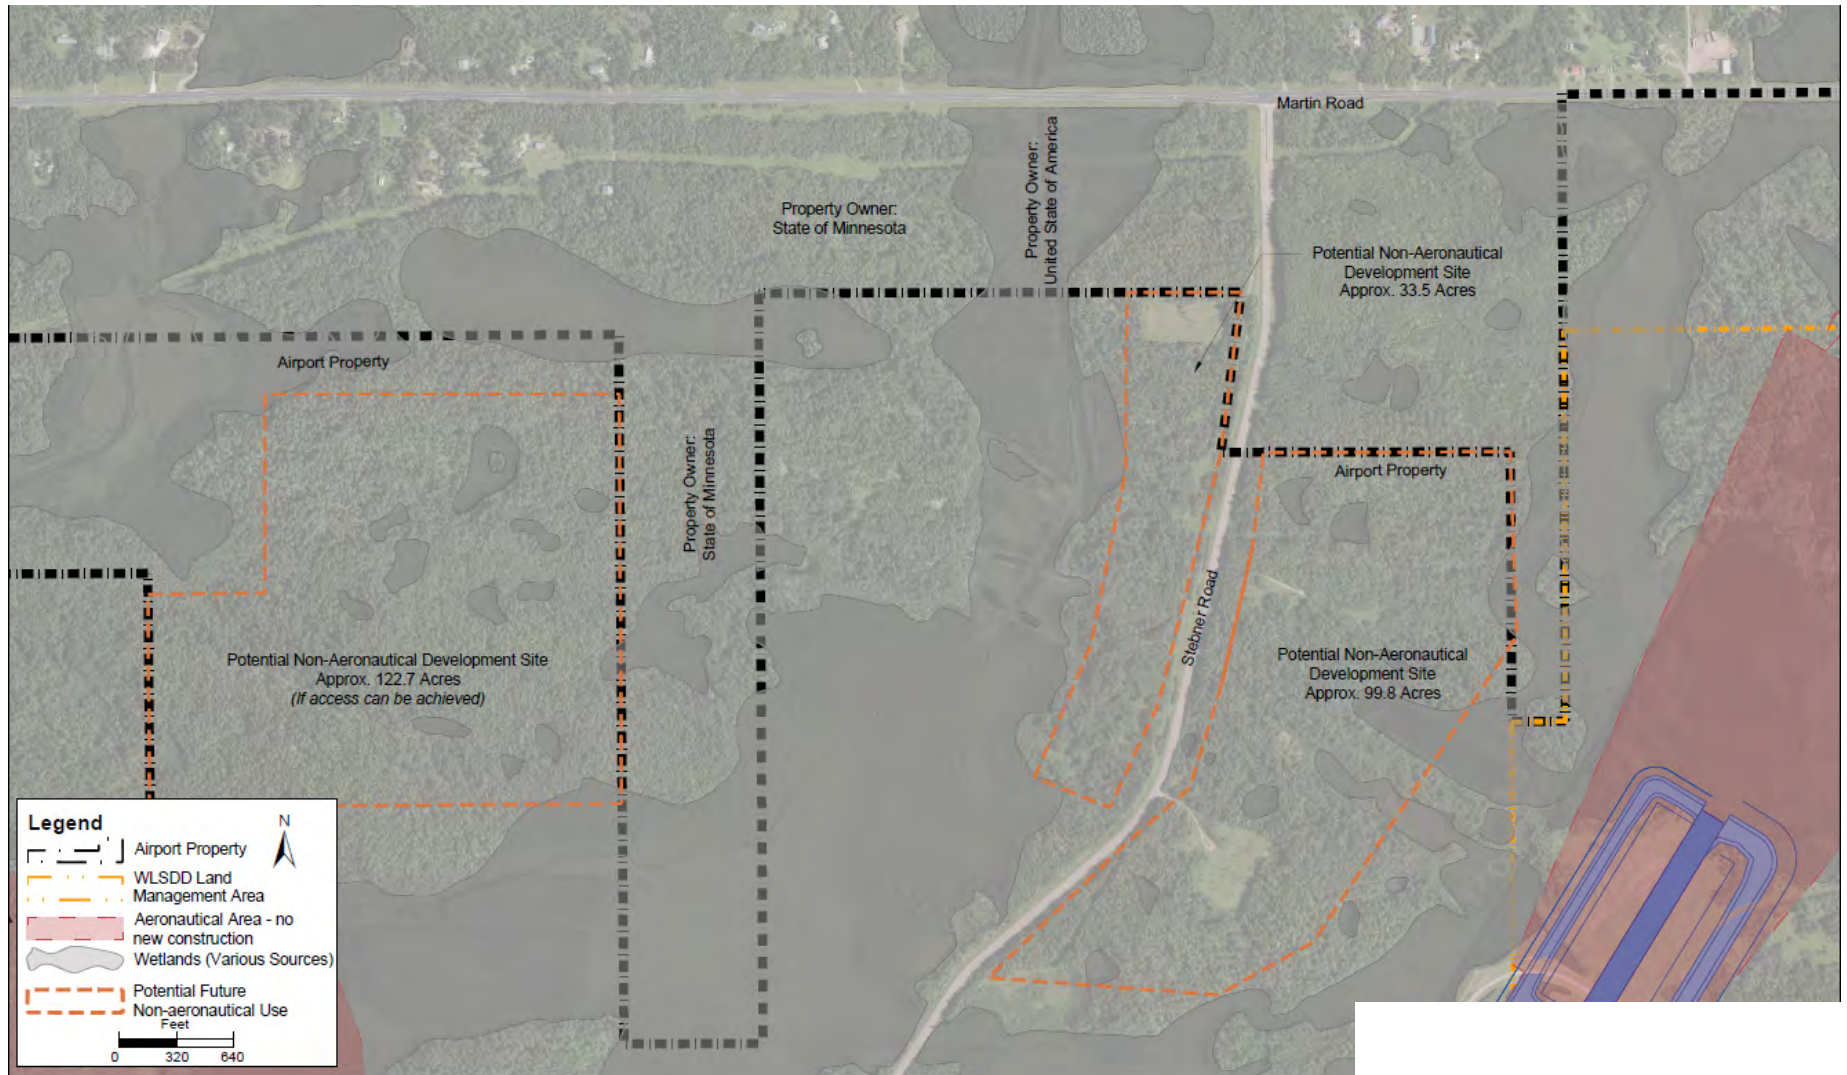 Martin Road
Property Owner:
United State of America
Property Owner:
State of Minnesota
Potential Non-Aeronautical
Development Site
Approx. 33.5 Acres
Airport Property
Property Owner:
State of Minnesota
Airport Property
Stebner Road
Potential Non-Aeronautical Development Site
Approx. 122.7 Acres
(If access can be achieved)
Potential Non-Aeronautical
Development Site
Approx. 99.8 Acres
Legend
N
Airport Property
WLSDD Land
Management Area
Aeronautical Area - no
new construction
Wetlands (Various Sources)
Potential Future
Non-aeronautical Use
Feet
0 320 640